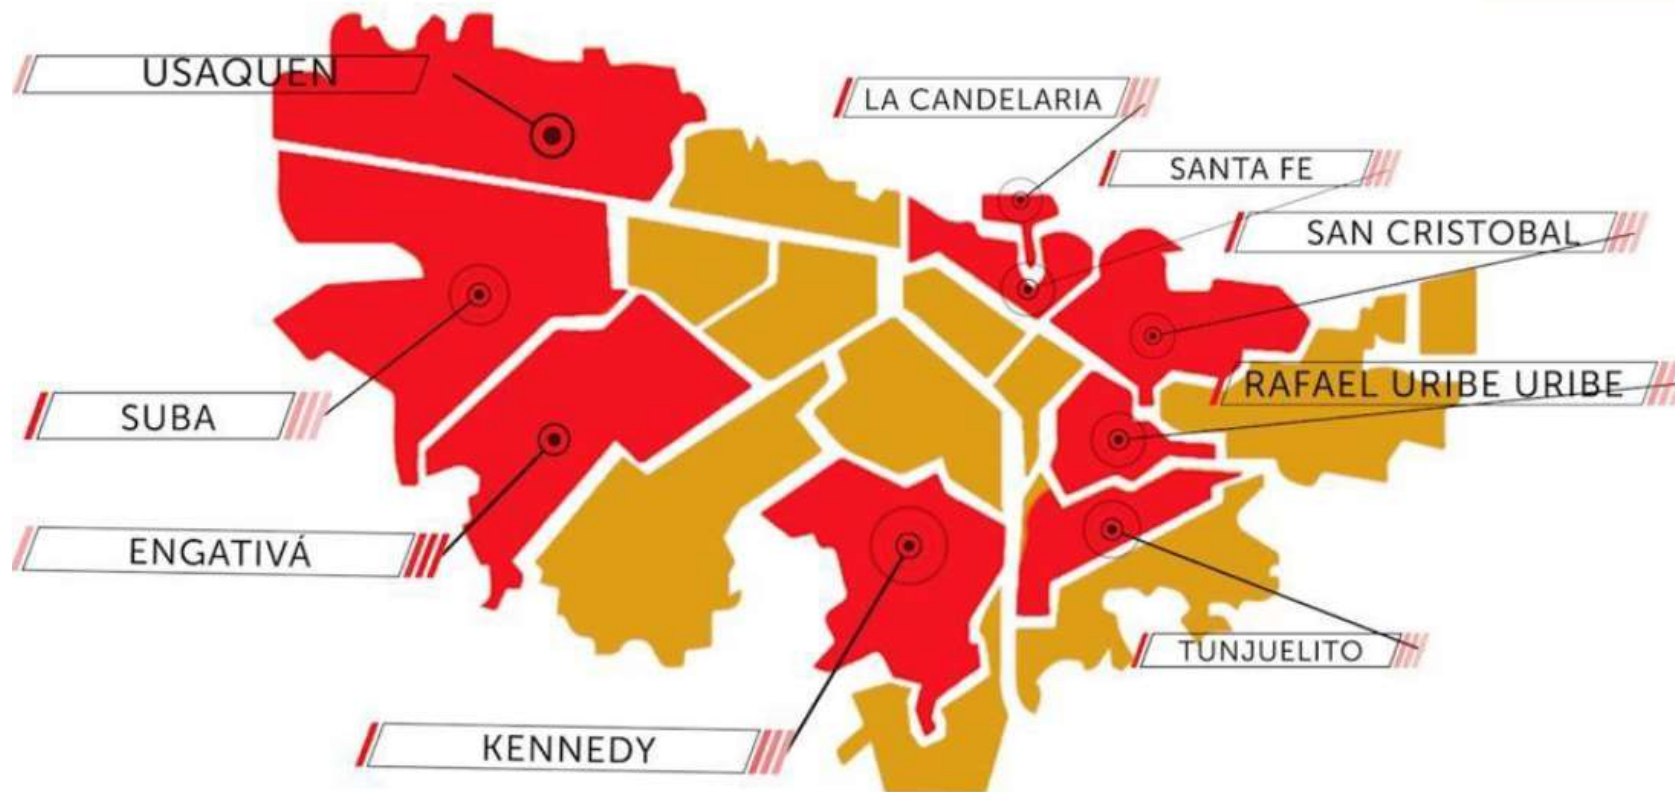 USAQUEN
LA CANDELARIA
SANTA FE
SAN CRISTOBAL
RAFAEL URIBE URIBE
SUBA
ENGATIVÁ
TUNJUELITO
KENNEDY